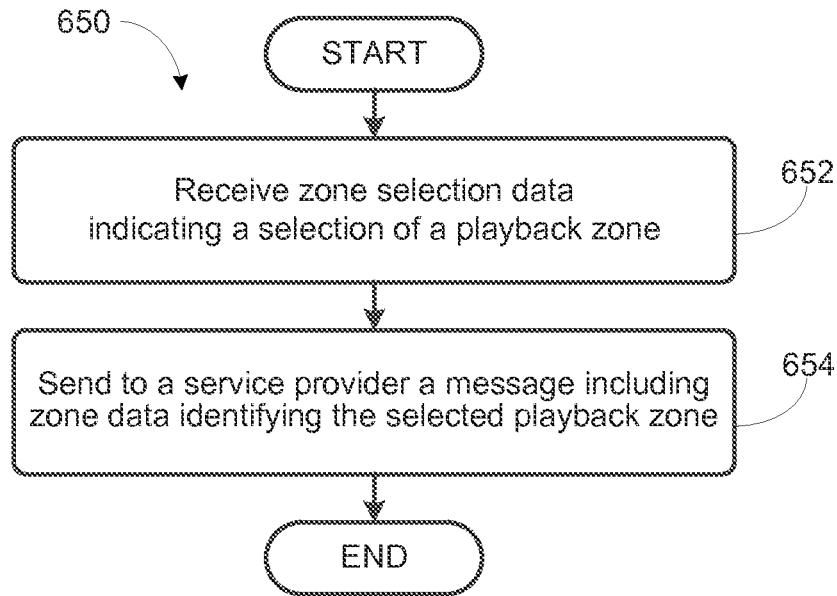 650
START
Receive zone selection data
indicating a selection of a playback zone
652
Send to a service provider a message including
zone data identifying the selected playback zone
654
END